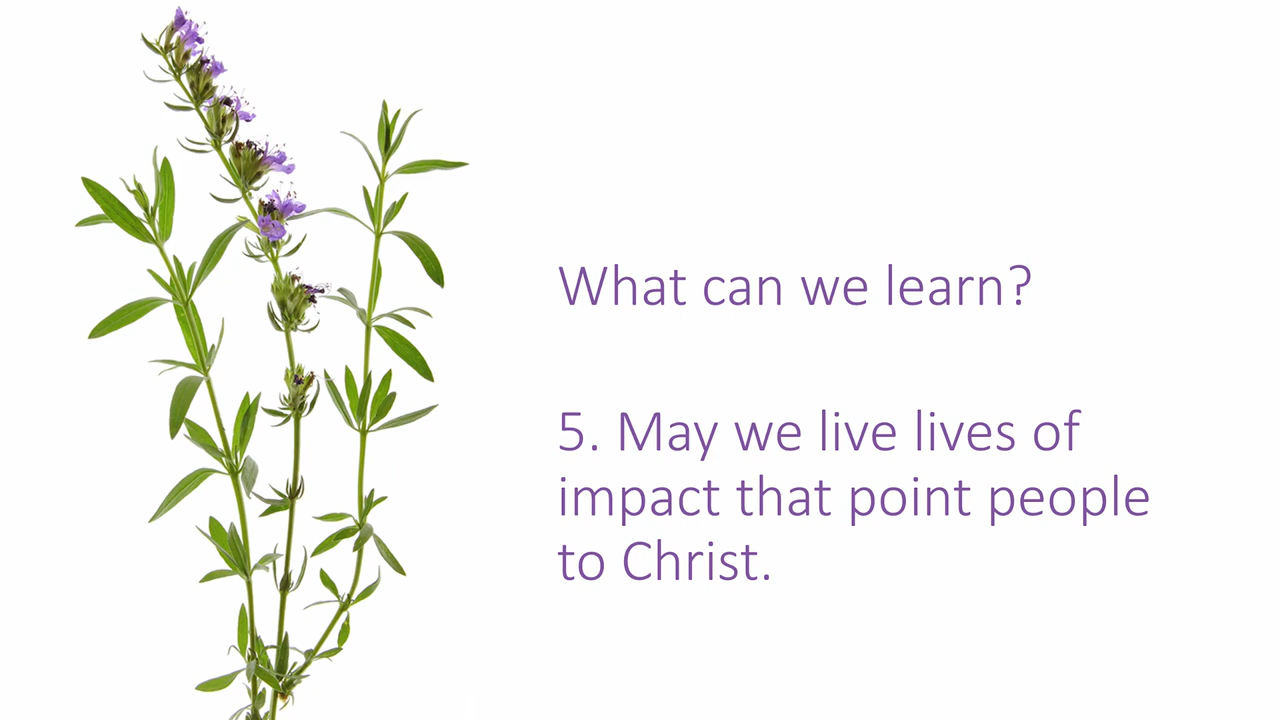 What can we learn?
5. May we live lives of
impact that point people
to Christ.